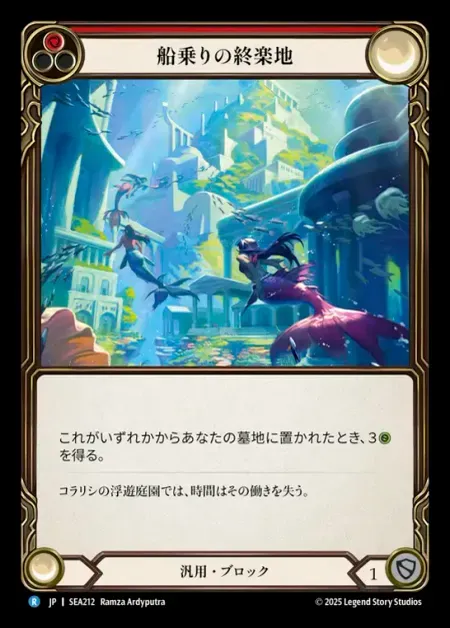 船乗りの終楽地
これがいずれかからあなたの墓地に置かれたとき、3
を得る。
コラリシの浮遊庭園では、時間はその働きを失う。
汎用・ブロック
1
R JP SEA212 Ramza Ardyputra
© 2025 Legend Story Studios